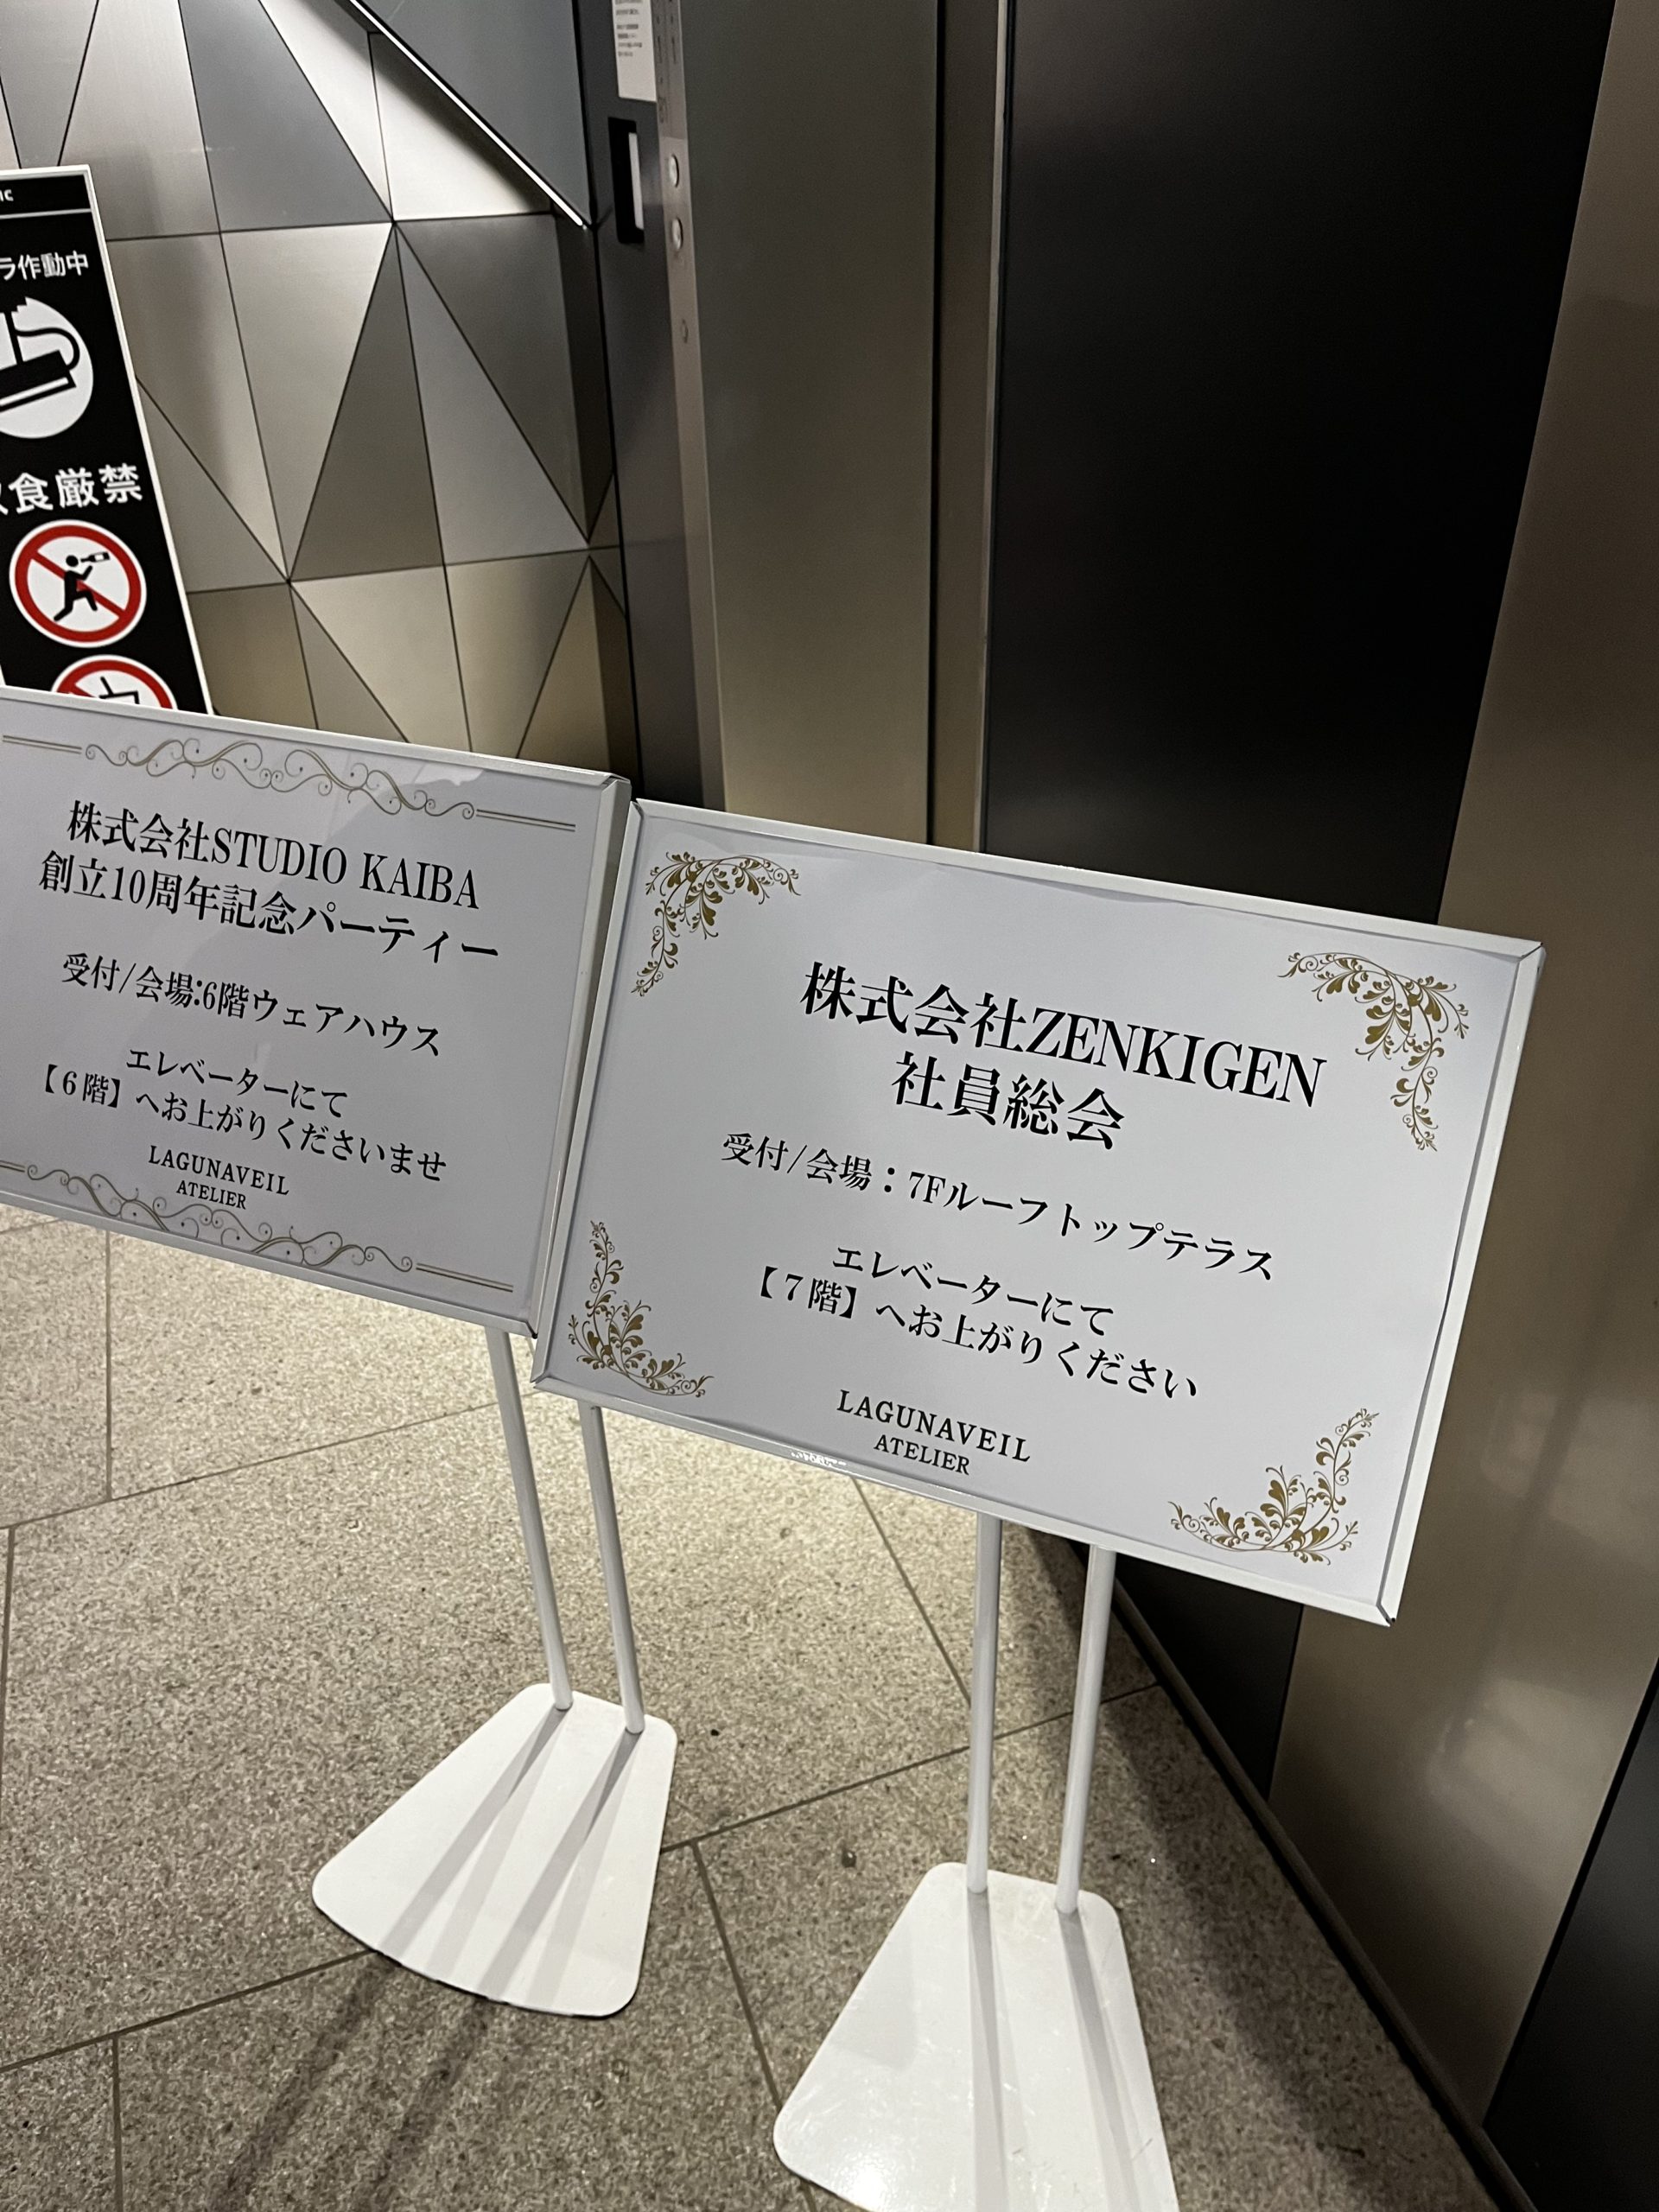 ラ作動中
食厳禁
株式会社STUDIO KAIBA
創立10周年記念パーティー
受付/会場:6階ウェアハウス
エレベーターにて
【６階】へお上がりくださいませ
LAGUNAVEIL
ATELIER
株式会社ZENKIGEN
社員総会
受付/会場：7Fルーフトップテラス
エレベーターにて
【７階】へお上がりください
LAGUNAVEIL
ATELIER